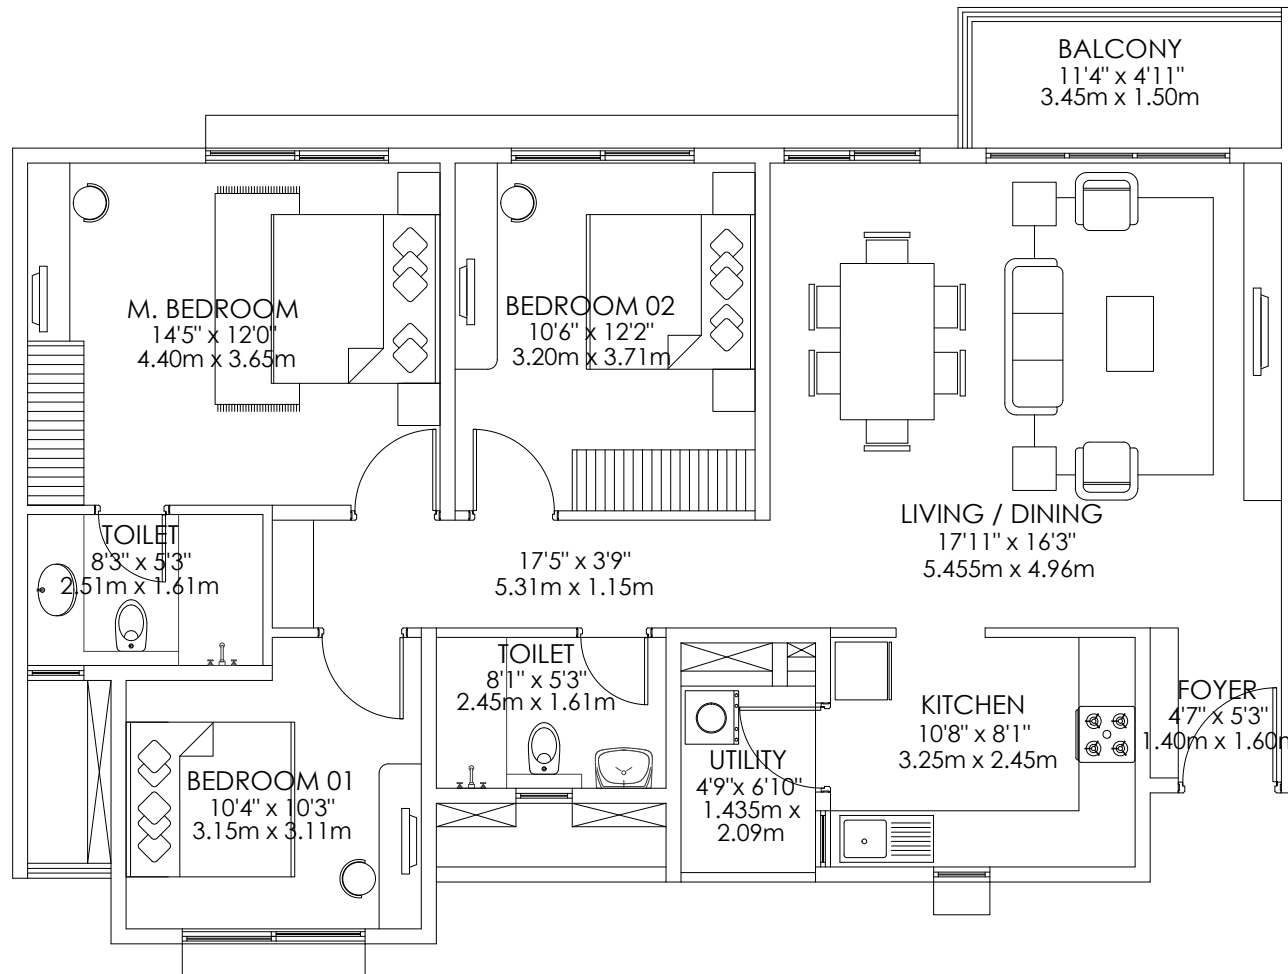 BALCONY
11'4" x 4'11"
3.45m x 1.50m
M. BEDROOM
14'5" x 12'0"
4.40m x 3.65m
BEDROOM 02
10'6" x 12'2"
3.20m x 3.71m
LIVING / DINING
17'11" x 16'3"
5.455m x 4.96m
TOILET
8'3" x 5'3"
2.51m x 1.61m
17'5" x 3'9"
5.31m x 1.15m
TOILET
8'1" x 5'3"
2.45m x 1.61m
KITCHEN
10'8" x 8'1"
3.25m x 2.45m
FOYER
4'7" x 5'3"
1.40m x 1.60m
UTILITY
4'9"x 6'10"
1.435m x
2.09m
BEDROOM 01
10'4" x 10'3"
3.15m x 3.11m